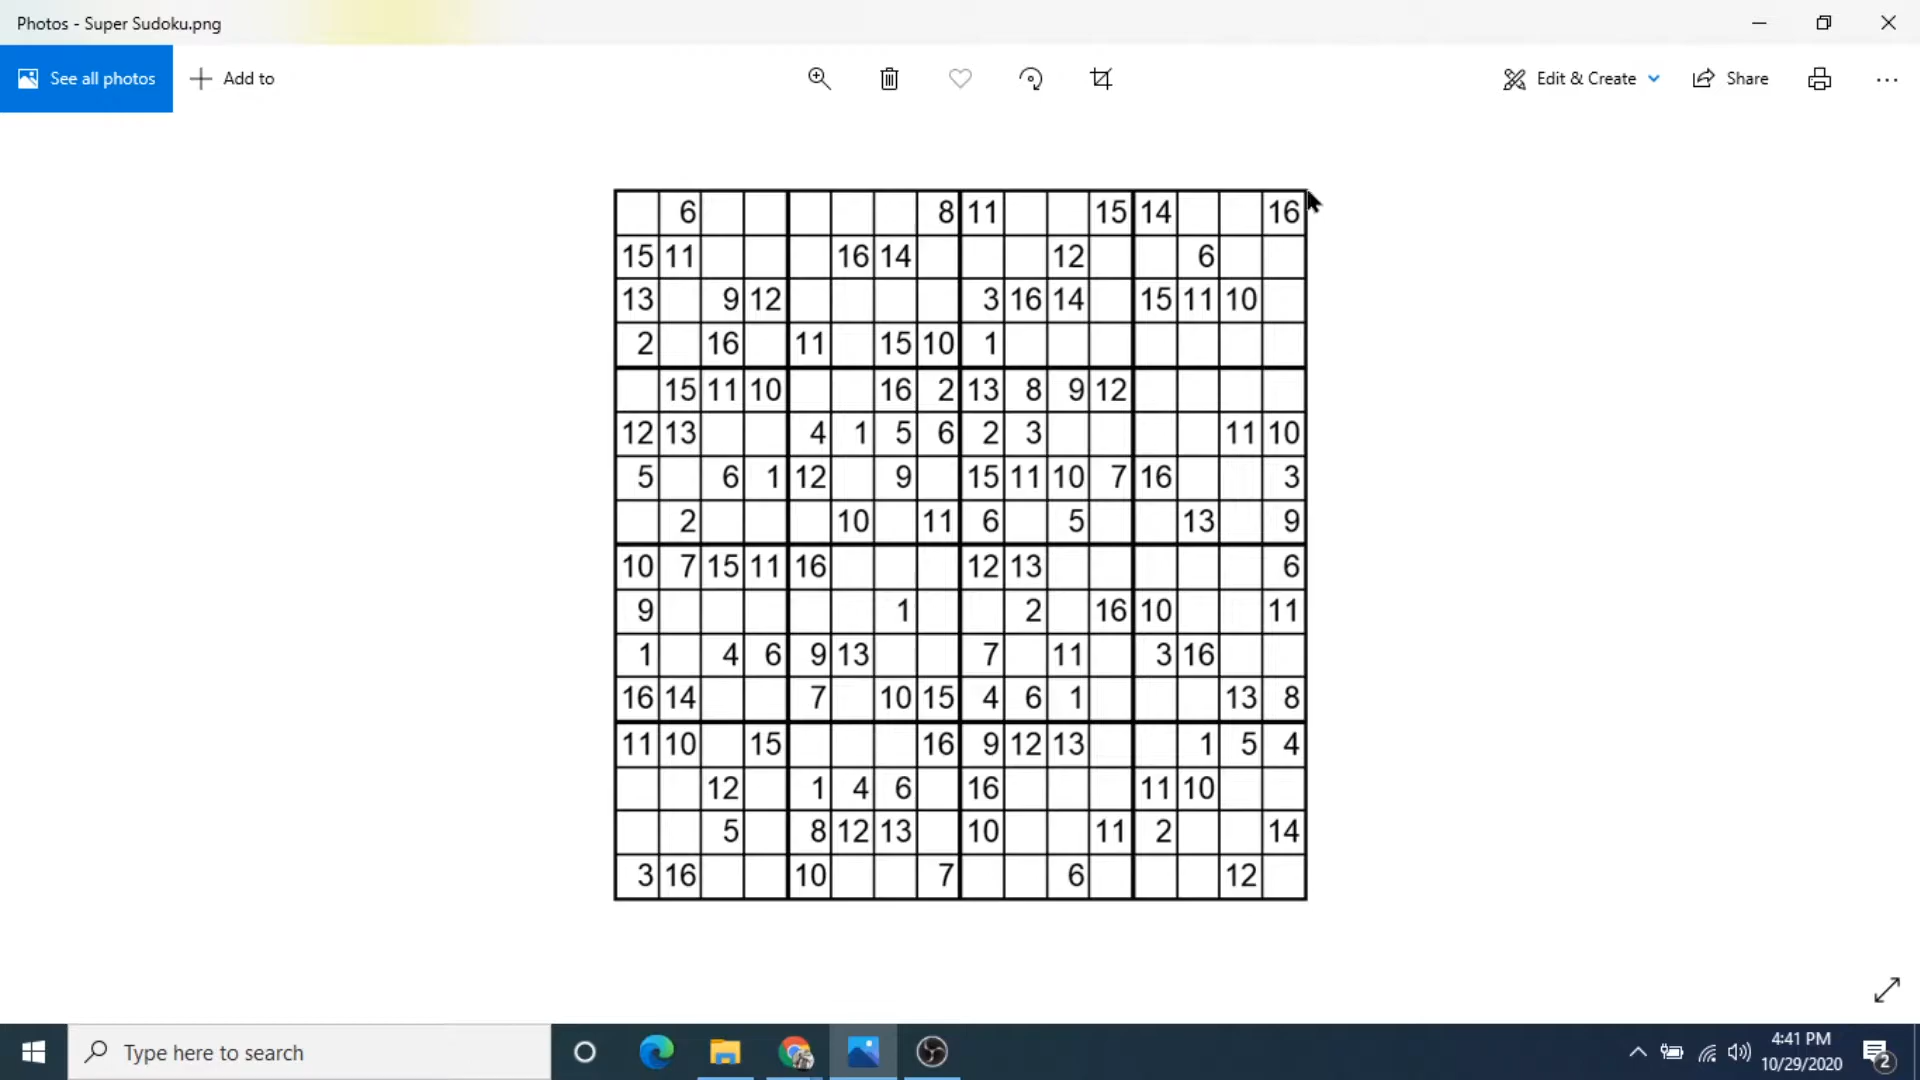 Photos - Super Sudoku.png
See all photos Add to Edit & Create Share
6 8 11 15 14 16
15 11 16 14 12 6
13 9 12 3 16 14 15 11 10
2 16 11 15 10 1
15 11 10 16 2 13 8 9 12
12 13 4 1 5 6 2 3 11 10
5 6 1 12 9 15 11 10 7 16 3
2 10 11 6 5 13 9
10 7 15 11 16 12 13 6
9 1 2 16 10 11
1 4 6 9 13 7 11 3 16
16 14 7 10 15 4 6 1 13 8
11 10 15 16 9 12 13 1 5 4
12 1 4 6 16 11 10
5 8 12 13 10 11 2 14
3 16 10 7 6 12
Type here to search
4:41 PM
10/29/2020
2